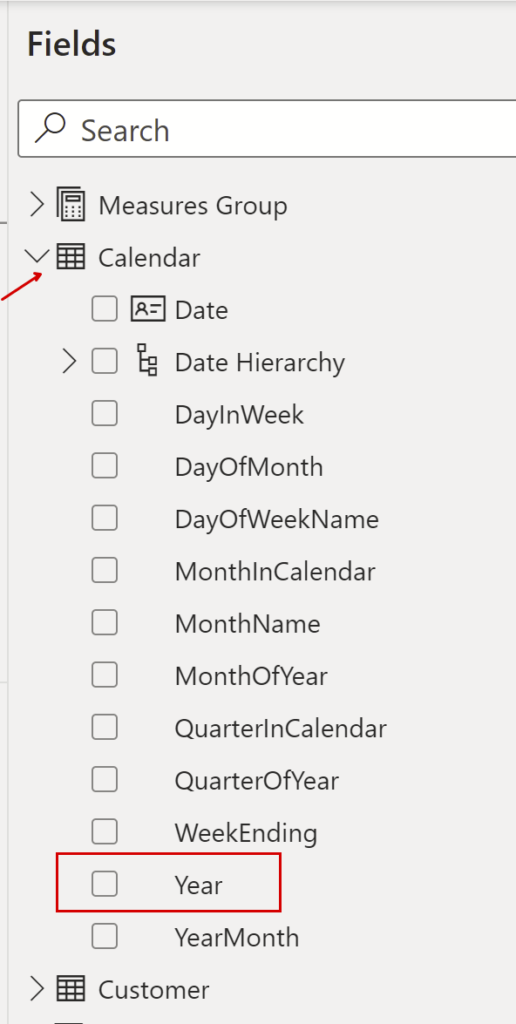 Fields
Search
Measures Group
Calendar
Date
Date Hierarchy
DayInWeek
DayOfMonth
DayOfWeekName
MonthInCalendar
MonthName
MonthOfYear
QuarterInCalendar
QuarterOfYear
WeekEnding
Year
YearMonth
Customer